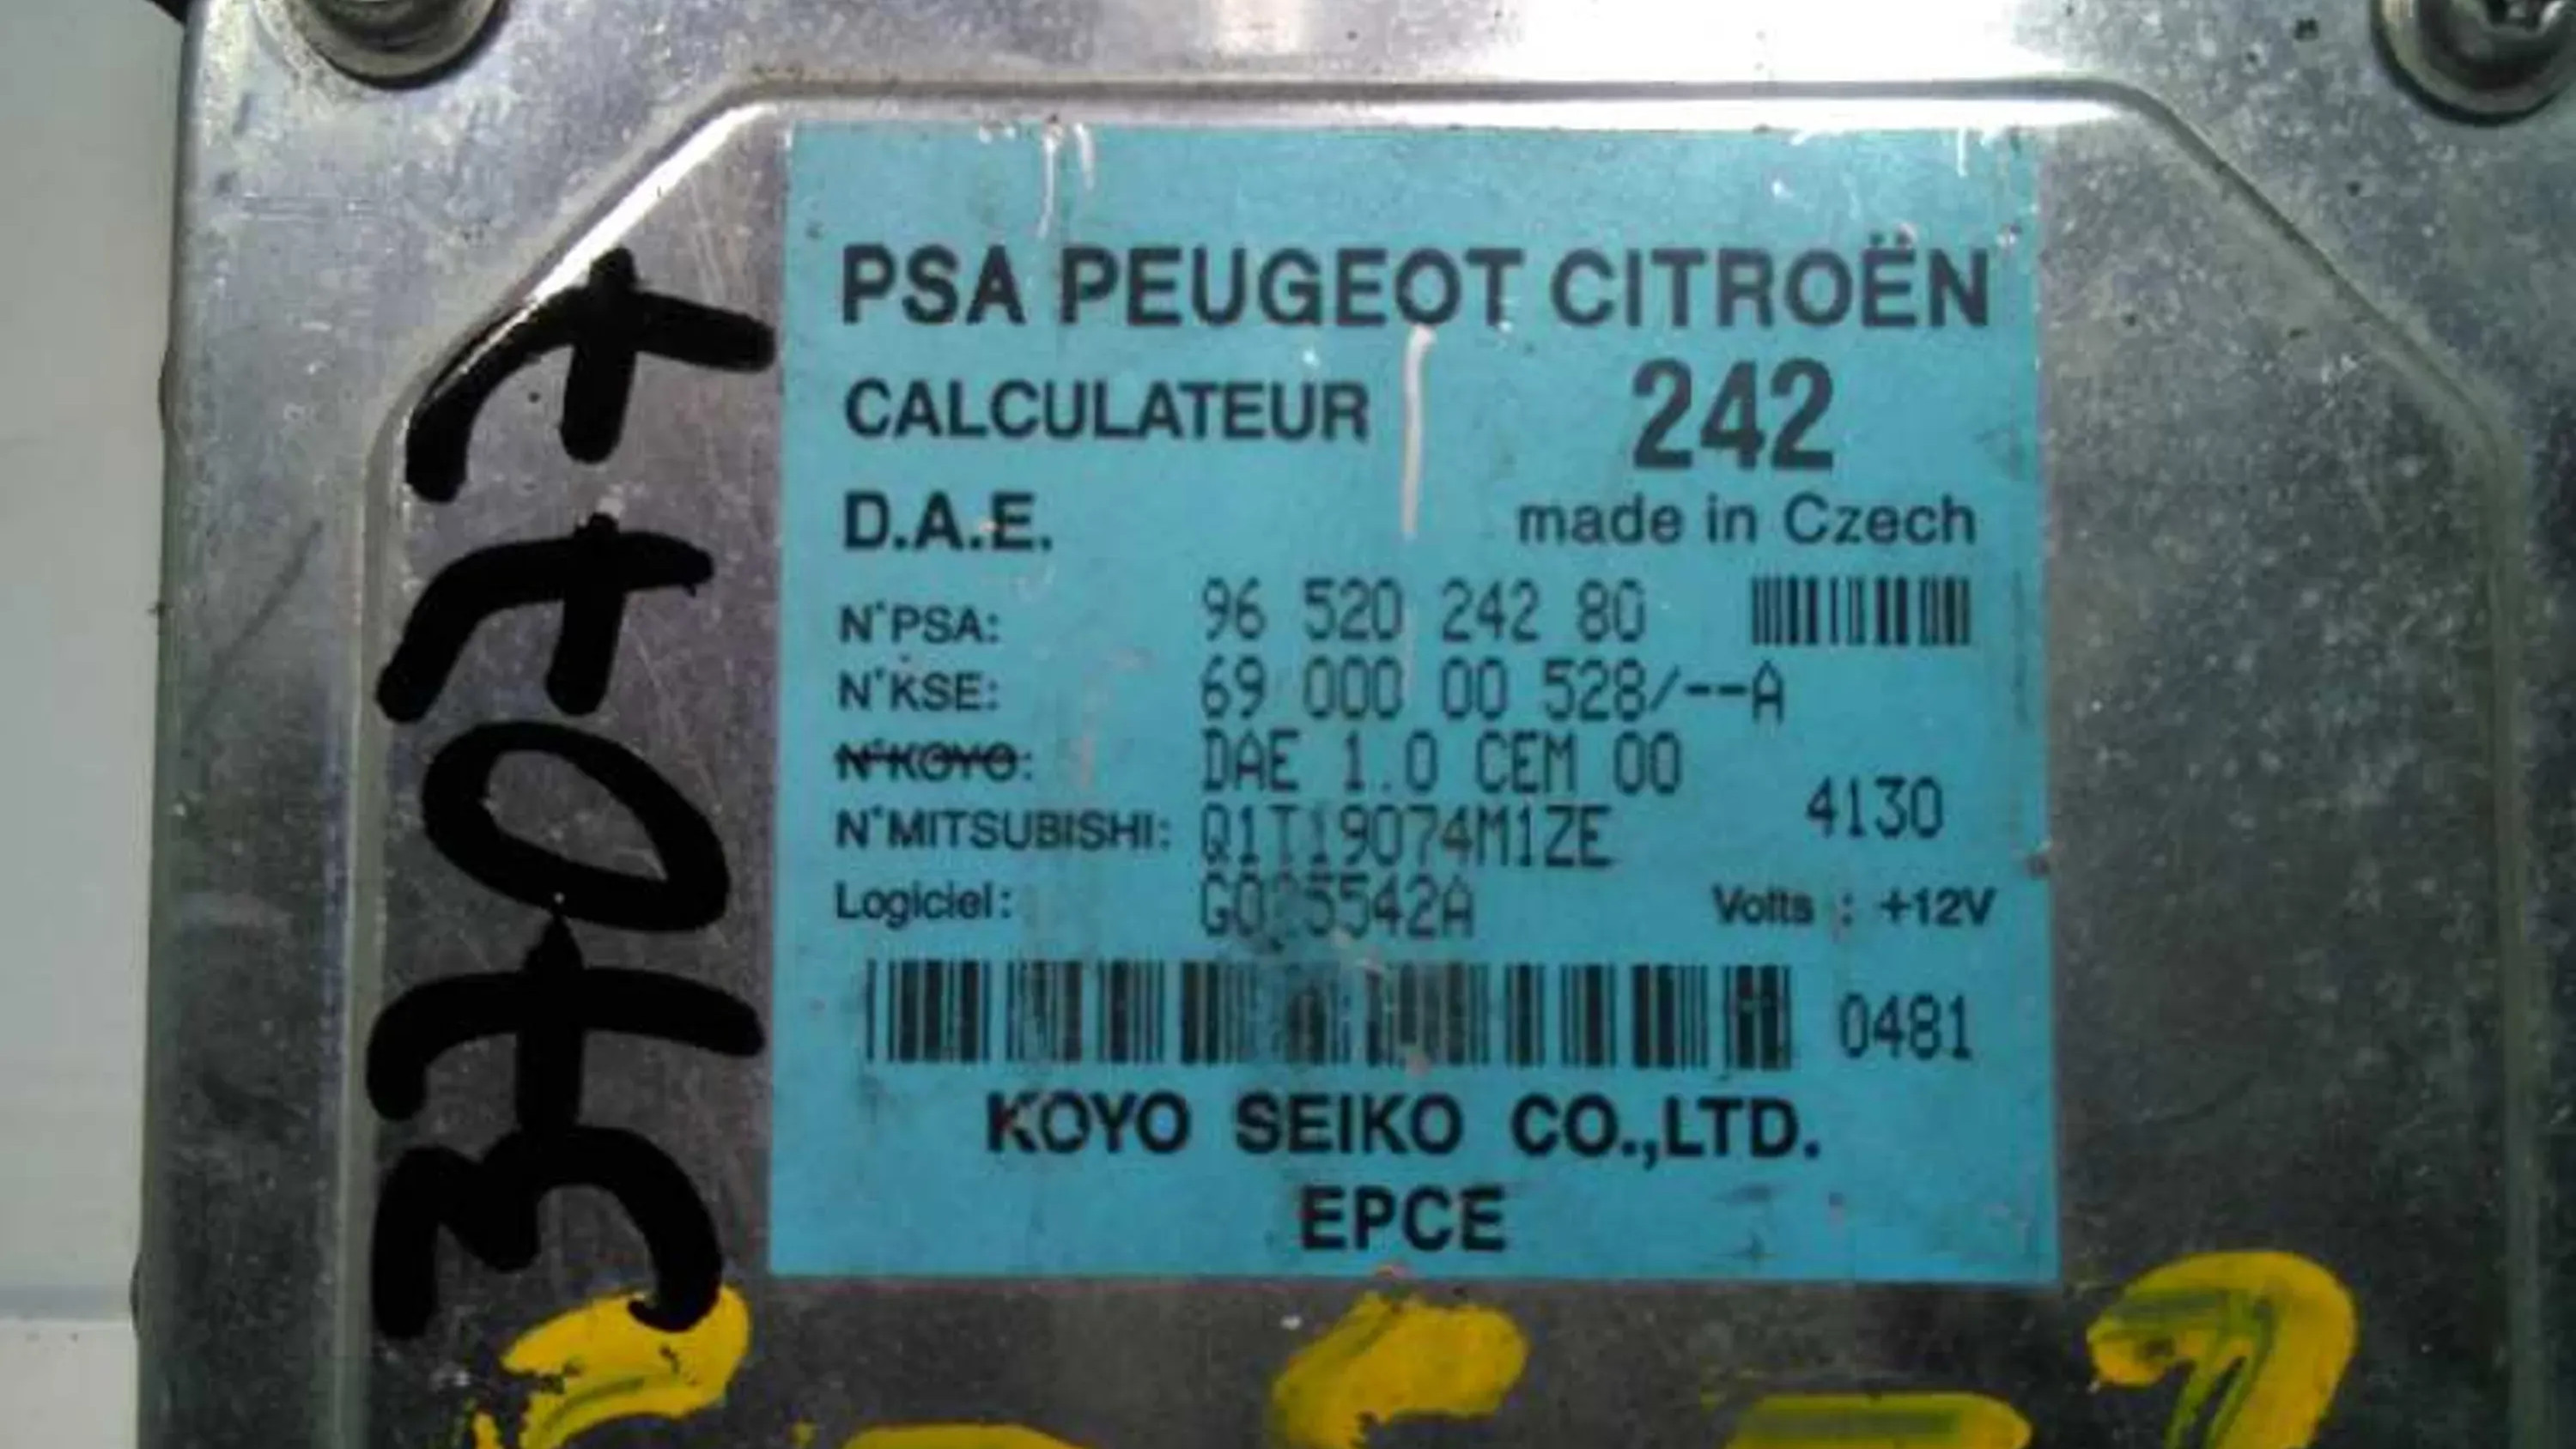 PSA PEUGEOT CITROËN
CALCULATEUR 242
D.A.E. made in Czech
N°PSA: 96 520 242 80
N°KSE: 69 000 00 528/--A
N°KOYO: DAE 1.0 CEM 00
4130
N°MITSUBISHI: Q1T19074M1ZE
Logiciel: Volts : +12V
0481
KOYO SEIKO CO.,LTD.
EPCE